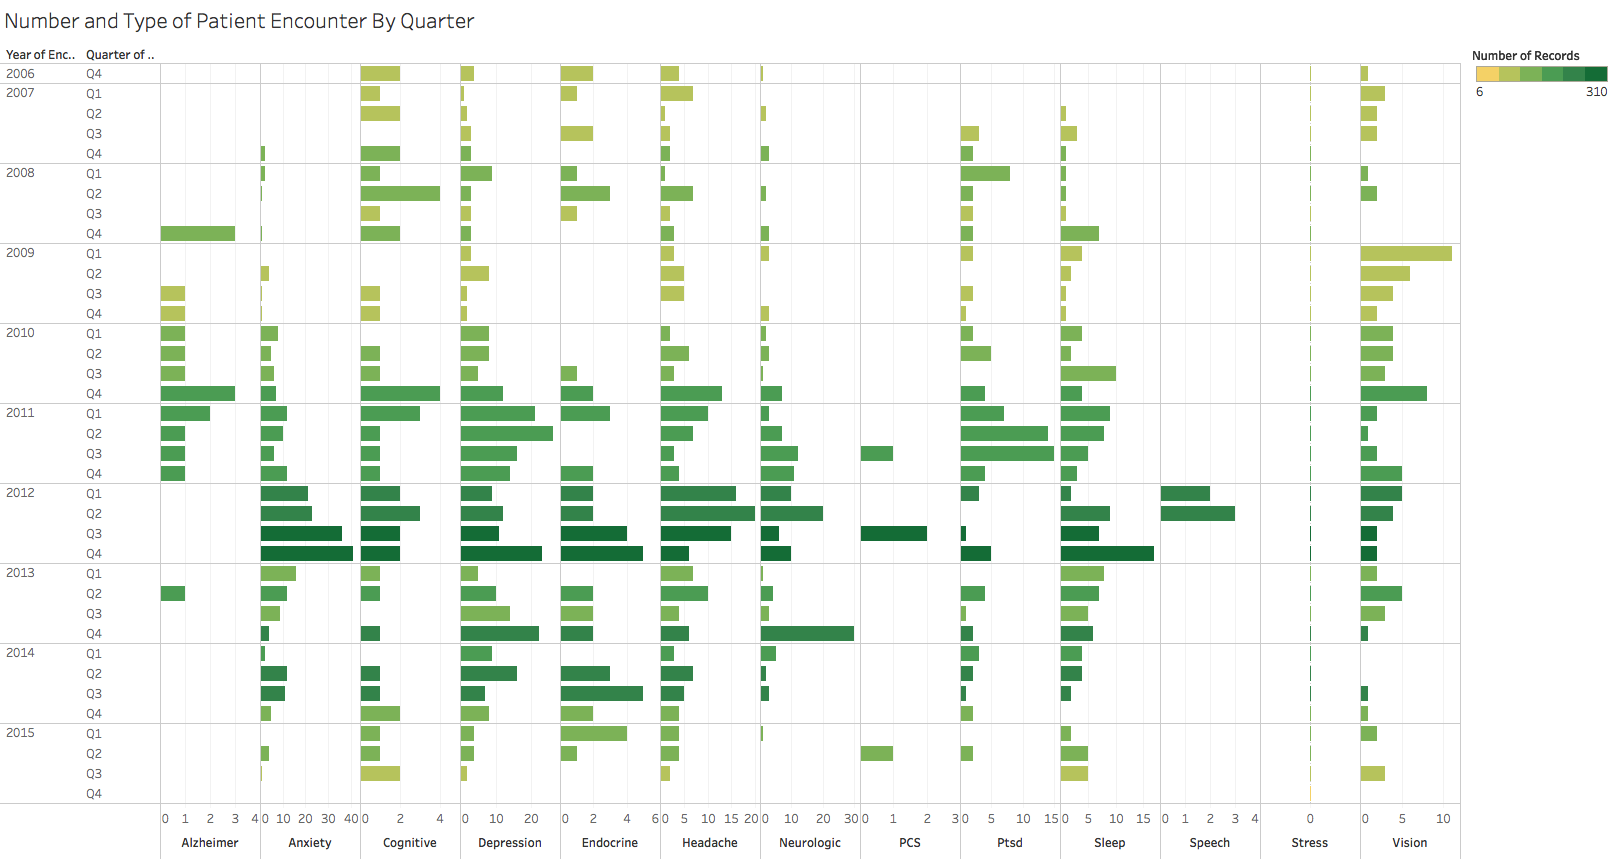 Number and Type of Patient Encounter By Quarter
Year of Enc.. Quarter of .. Number of Records
6 310
2006 Q4
2007 Q1
Q2
Q3
Q4
2008 Q1
Q2
Q3
Q4
2009 Q1
Q2
Q3
Q4
2010 Q1
Q2
Q3
Q4
2011 Q1
Q2
Q3
Q4
2012 Q1
Q2
Q3
Q4
2013 Q1
Q2
Q3
Q4
2014 Q1
Q2
Q3
Q4
2015 Q1
Q2
Q3
Q4
0 1 2 3 4 0 10 20 30 40 0 2 4 0 10 20 0 2 4 6 0 5 10 15 20 0 10 20 30 0 1 2 3 0 5 10 15 0 5 10 15 0 1 2 3 4 0 0 5 10
Alzheimer Anxiety Cognitive Depression Endocrine Headache Neurologic PCS Ptsd Sleep Speech Stress Vision